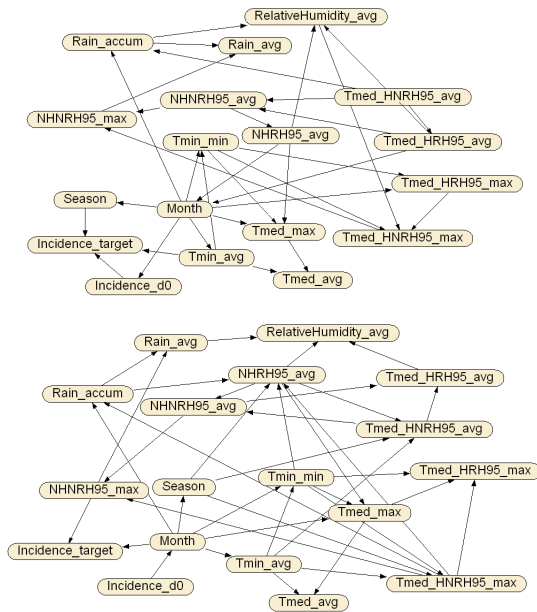 RelativeHumidity_avg
Rain_accum
Rain_avg
Tmed_HNRH95_avg
NHNRH95_avg
NHNRH95_max
NHRH95_avg
Tmin_min
Tmed_HRH95_avg
Tmed_HRH95_max
Season
Month
Tmed_max
Tmed_HNRH95_max
Incidence_target
Tmin_avg
Tmed_avg
Incidence_d0
RelativeHumidity_avg
Rain_avg
NHRH95_avg
Tmed_HRH95_avg
Rain_accum
NHNRH95_avg
Tmed_HNRH95_avg
Tmed_HRH95_max
Tmin_min
NHNRH95_max
Season
Tmed_max
Month
Incidence_target
Tmin_avg
Incidence_d0
Tmed_HNRH95_max
Tmed_avg